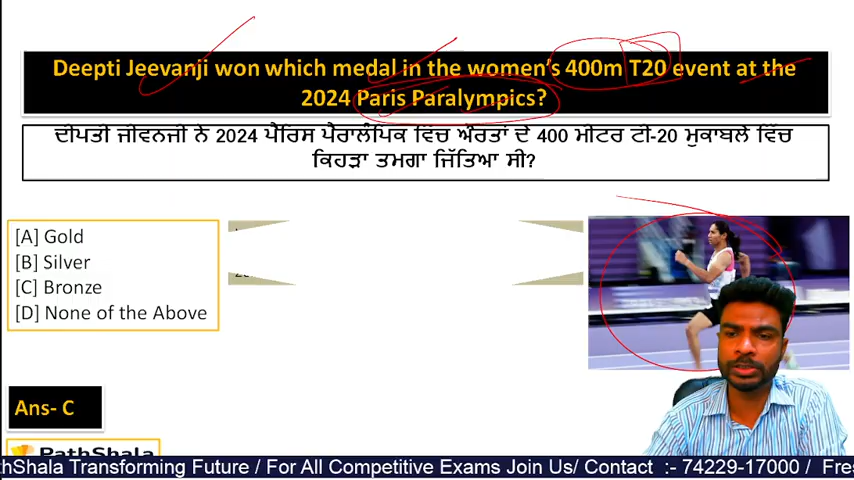 Deepti Jeevanji won which medal in the women's 400m T20 event at the
2024 Paris Paralympics?
ਦੀਪਤੀ ਜੀਵਨਜੀ ਨੇ 2024 ਪੈਰਿਸ ਪੈਰਾਲੰਪਿਕ ਵਿੱਚ ਔਰਤਾਂ ਦੇ 400 ਮੀਟਰ ਟੀ-20 ਮੁਕਾਬਲੇ ਵਿੱਚ
ਕਿਹੜਾ ਤਮਗਾ ਜਿੱਤਿਆ ਸੀ?
[A] Gold
[B] Silver
[C] Bronze
[D] None of the Above
Ans- C
PathShala
thShala Transforming Future / For All Competitive Exams Join Us/ Contact :- 74229-17000 / Fres